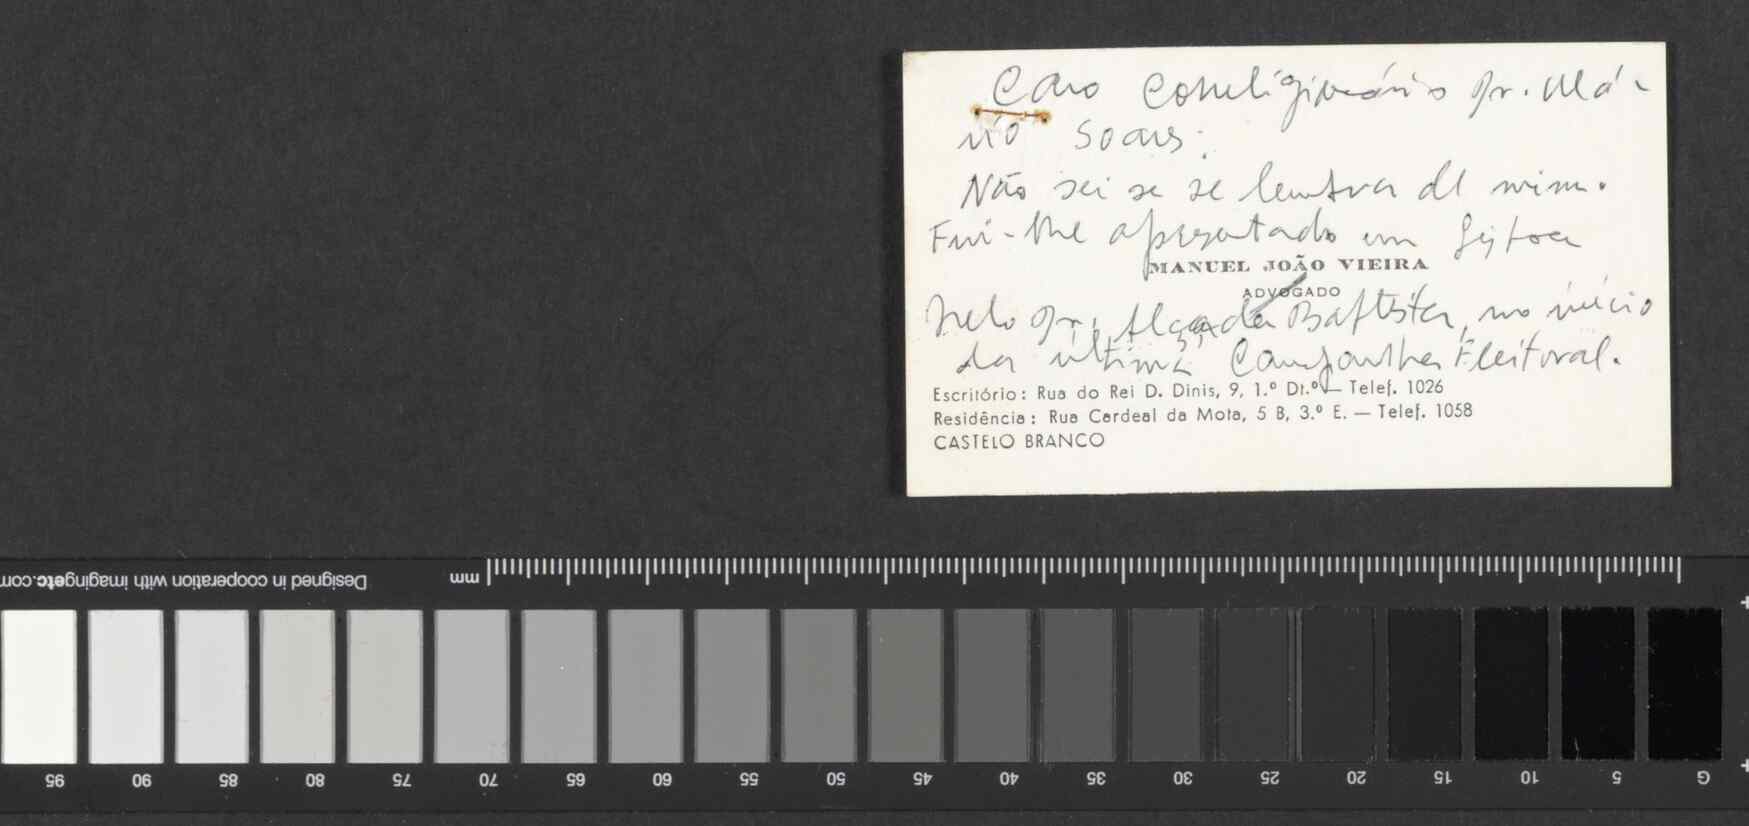 Caro Correligionário Dr. Má-
rio Soares:
Não sei se se lembra de mim.
Fui-lhe apresentado em Lisboa
MANUEL JOÃO VIEIRA
ADVOGADO
pelo Dr. Alçada Baptista, no início
da última Campanha Eleitoral.
Escritório: Rua do Rei D. Dinis, 9, 1.º Dt.º — Telef. 1026
Residência: Rua Cardeal da Mota, 5 B, 3.º E. — Telef. 1058
CASTELO BRANCO
Designed in cooperation with imagingetc.com
mm
95 90 85 80 75 70 65 60 55 50 45 40 35 30 25 20 15 10 5 G